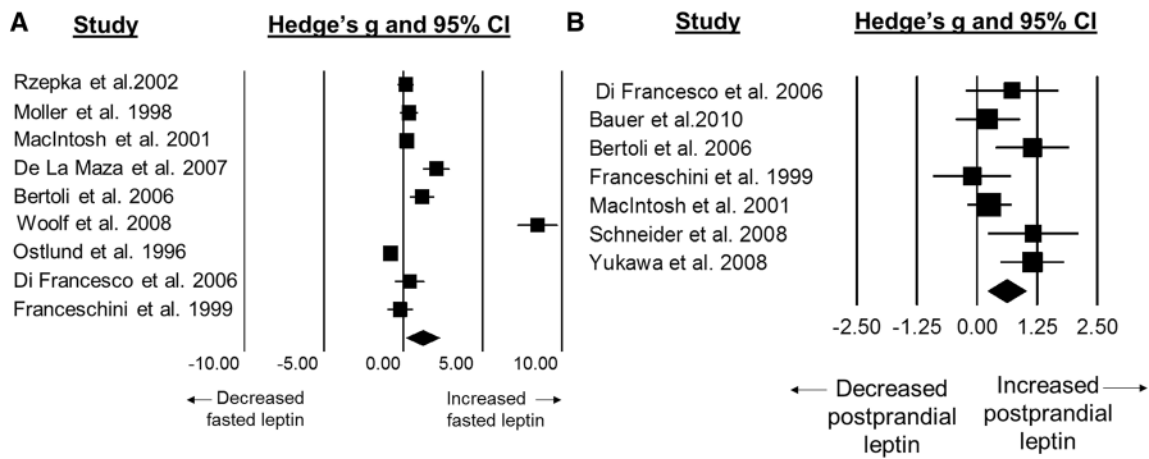 A
Study
Hedge's g and 95% CI
Rzepka et al.2002
Moller et al. 1998
MacIntosh et al. 2001
De La Maza et al. 2007
Bertoli et al. 2006
Woolf et al. 2008
Ostlund et al. 1996
Di Francesco et al. 2006
Franceschini et al. 1999
-10.00 -5.00 0.00 5.00 10.00
Decreased
fasted leptin
Increased
fasted leptin
B
Study
Hedge's g and 95% CI
Di Francesco et al. 2006
Bauer et al.2010
Bertoli et al. 2006
Franceschini et al. 1999
MacIntosh et al. 2001
Schneider et al. 2008
Yukawa et al. 2008
-2.50 -1.25 0.00 1.25 2.50
Decreased
postprandial
leptin
Increased
postprandial
leptin